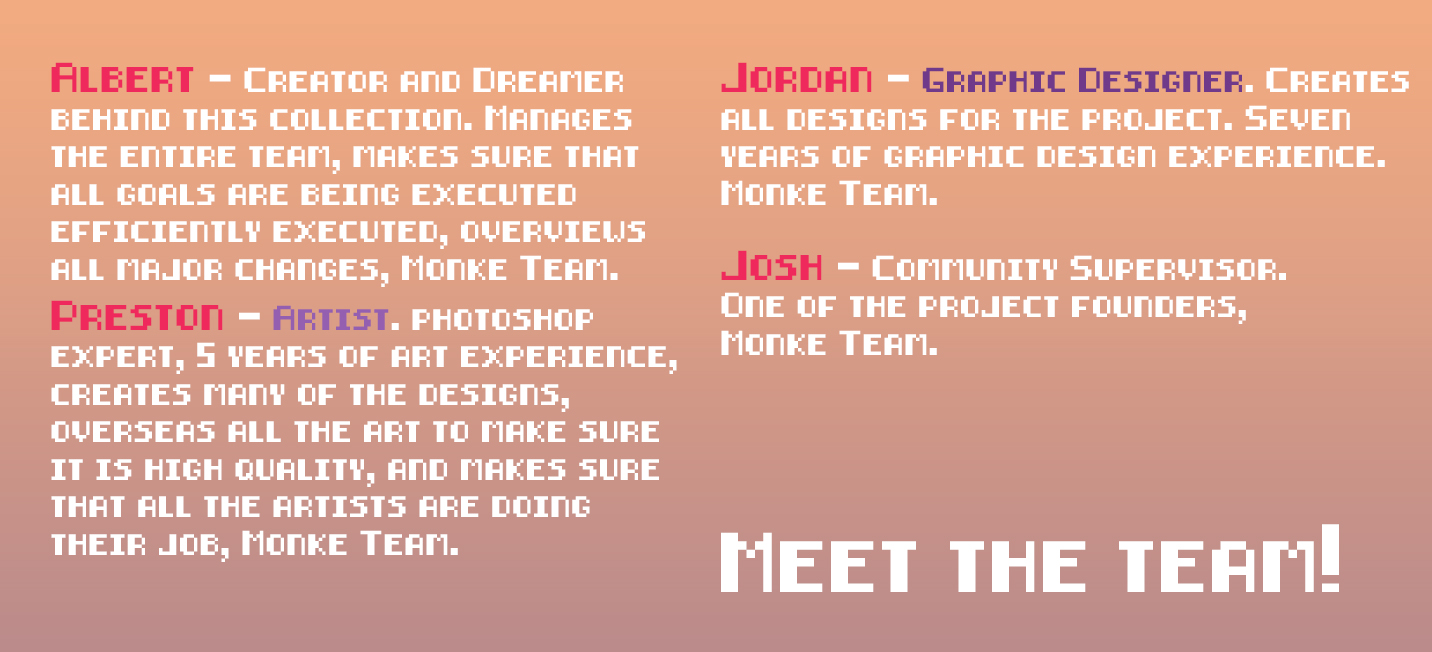 Albert - Creator and Dreamer
behind this collection. Manages
the entire team, makes sure that
all goals are being executed
efficiently executed, overviews
all major changes, Monke Team.
Preston - Artist. photoshop
expert, 5 years of art experience,
creates many of the designs,
overseas all the art to make sure
it is high quality, and makes sure
that all the artists are doing
their job, Monke Team.
Jordan - Graphic Designer. Creates
all designs for the project. Seven
years of graphic design experience.
Monke Team.
Josh - Community Supervisor.
One of the project founders,
Monke Team.
Meet the team!